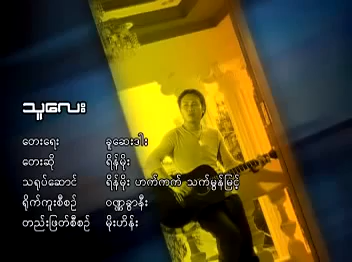 သူလေး
တေးရေး ခူဆေးဒါး
တေးဆို ရိန်မိုး
သရုပ်ဆောင် ရိန်မိုး ဟက်ကက် သက်မွန်မြင့်
ရိုက်ကူးစီစဉ် ဝဏ္ဏခွာနီး
တည်းဖြတ်စီစဉ် မိုးဟိန်း